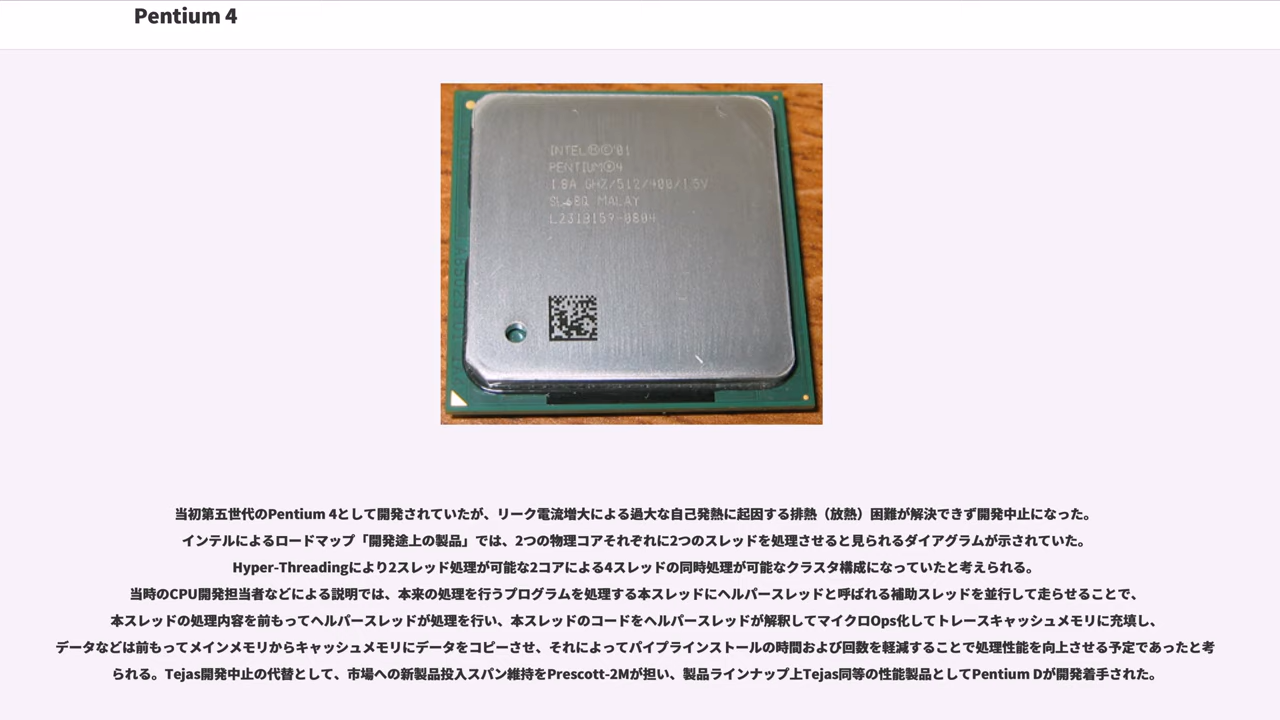 Pentium 4
INTEL®©'01
PENTIUM®4
1.8A GHZ/512/400/1.5V
SL68Q MALAY
L2318159-0804
当初第五世代のPentium 4として開発されていたが、リーク電流増大による過大な自己発熱に起因する排熱（放熱）困難が解決できず開発中止になった。
インテルによるロードマップ「開発途上の製品」では、2つの物理コアそれぞれに2つのスレッドを処理させると見られるダイアグラムが示されていた。
Hyper-Threadingにより2スレッド処理が可能な2コアによる4スレッドの同時処理が可能なクラスタ構成になっていたと考えられる。
当時のCPU開発担当者などによる説明では、本来の処理を行うプログラムを処理する本スレッドにヘルパースレッドと呼ばれる補助スレッドを並行して走らせることで、
本スレッドの処理内容を前もってヘルパースレッドが処理を行い、本スレッドのコードをヘルパースレッドが解釈してマイクロOps化してトレースキャッシュメモリに充填し、
データなどは前もってメインメモリからキャッシュメモリにデータをコピーさせ、それによってパイプラインストールの時間および回数を軽減することで処理性能を向上させる予定であったと考
られる。Tejas開発中止の代替として、市場への新製品投入スパン維持をPrescott-2Mが担い、製品ラインナップ上Tejas同等の性能製品としてPentium Dが開発着手された。